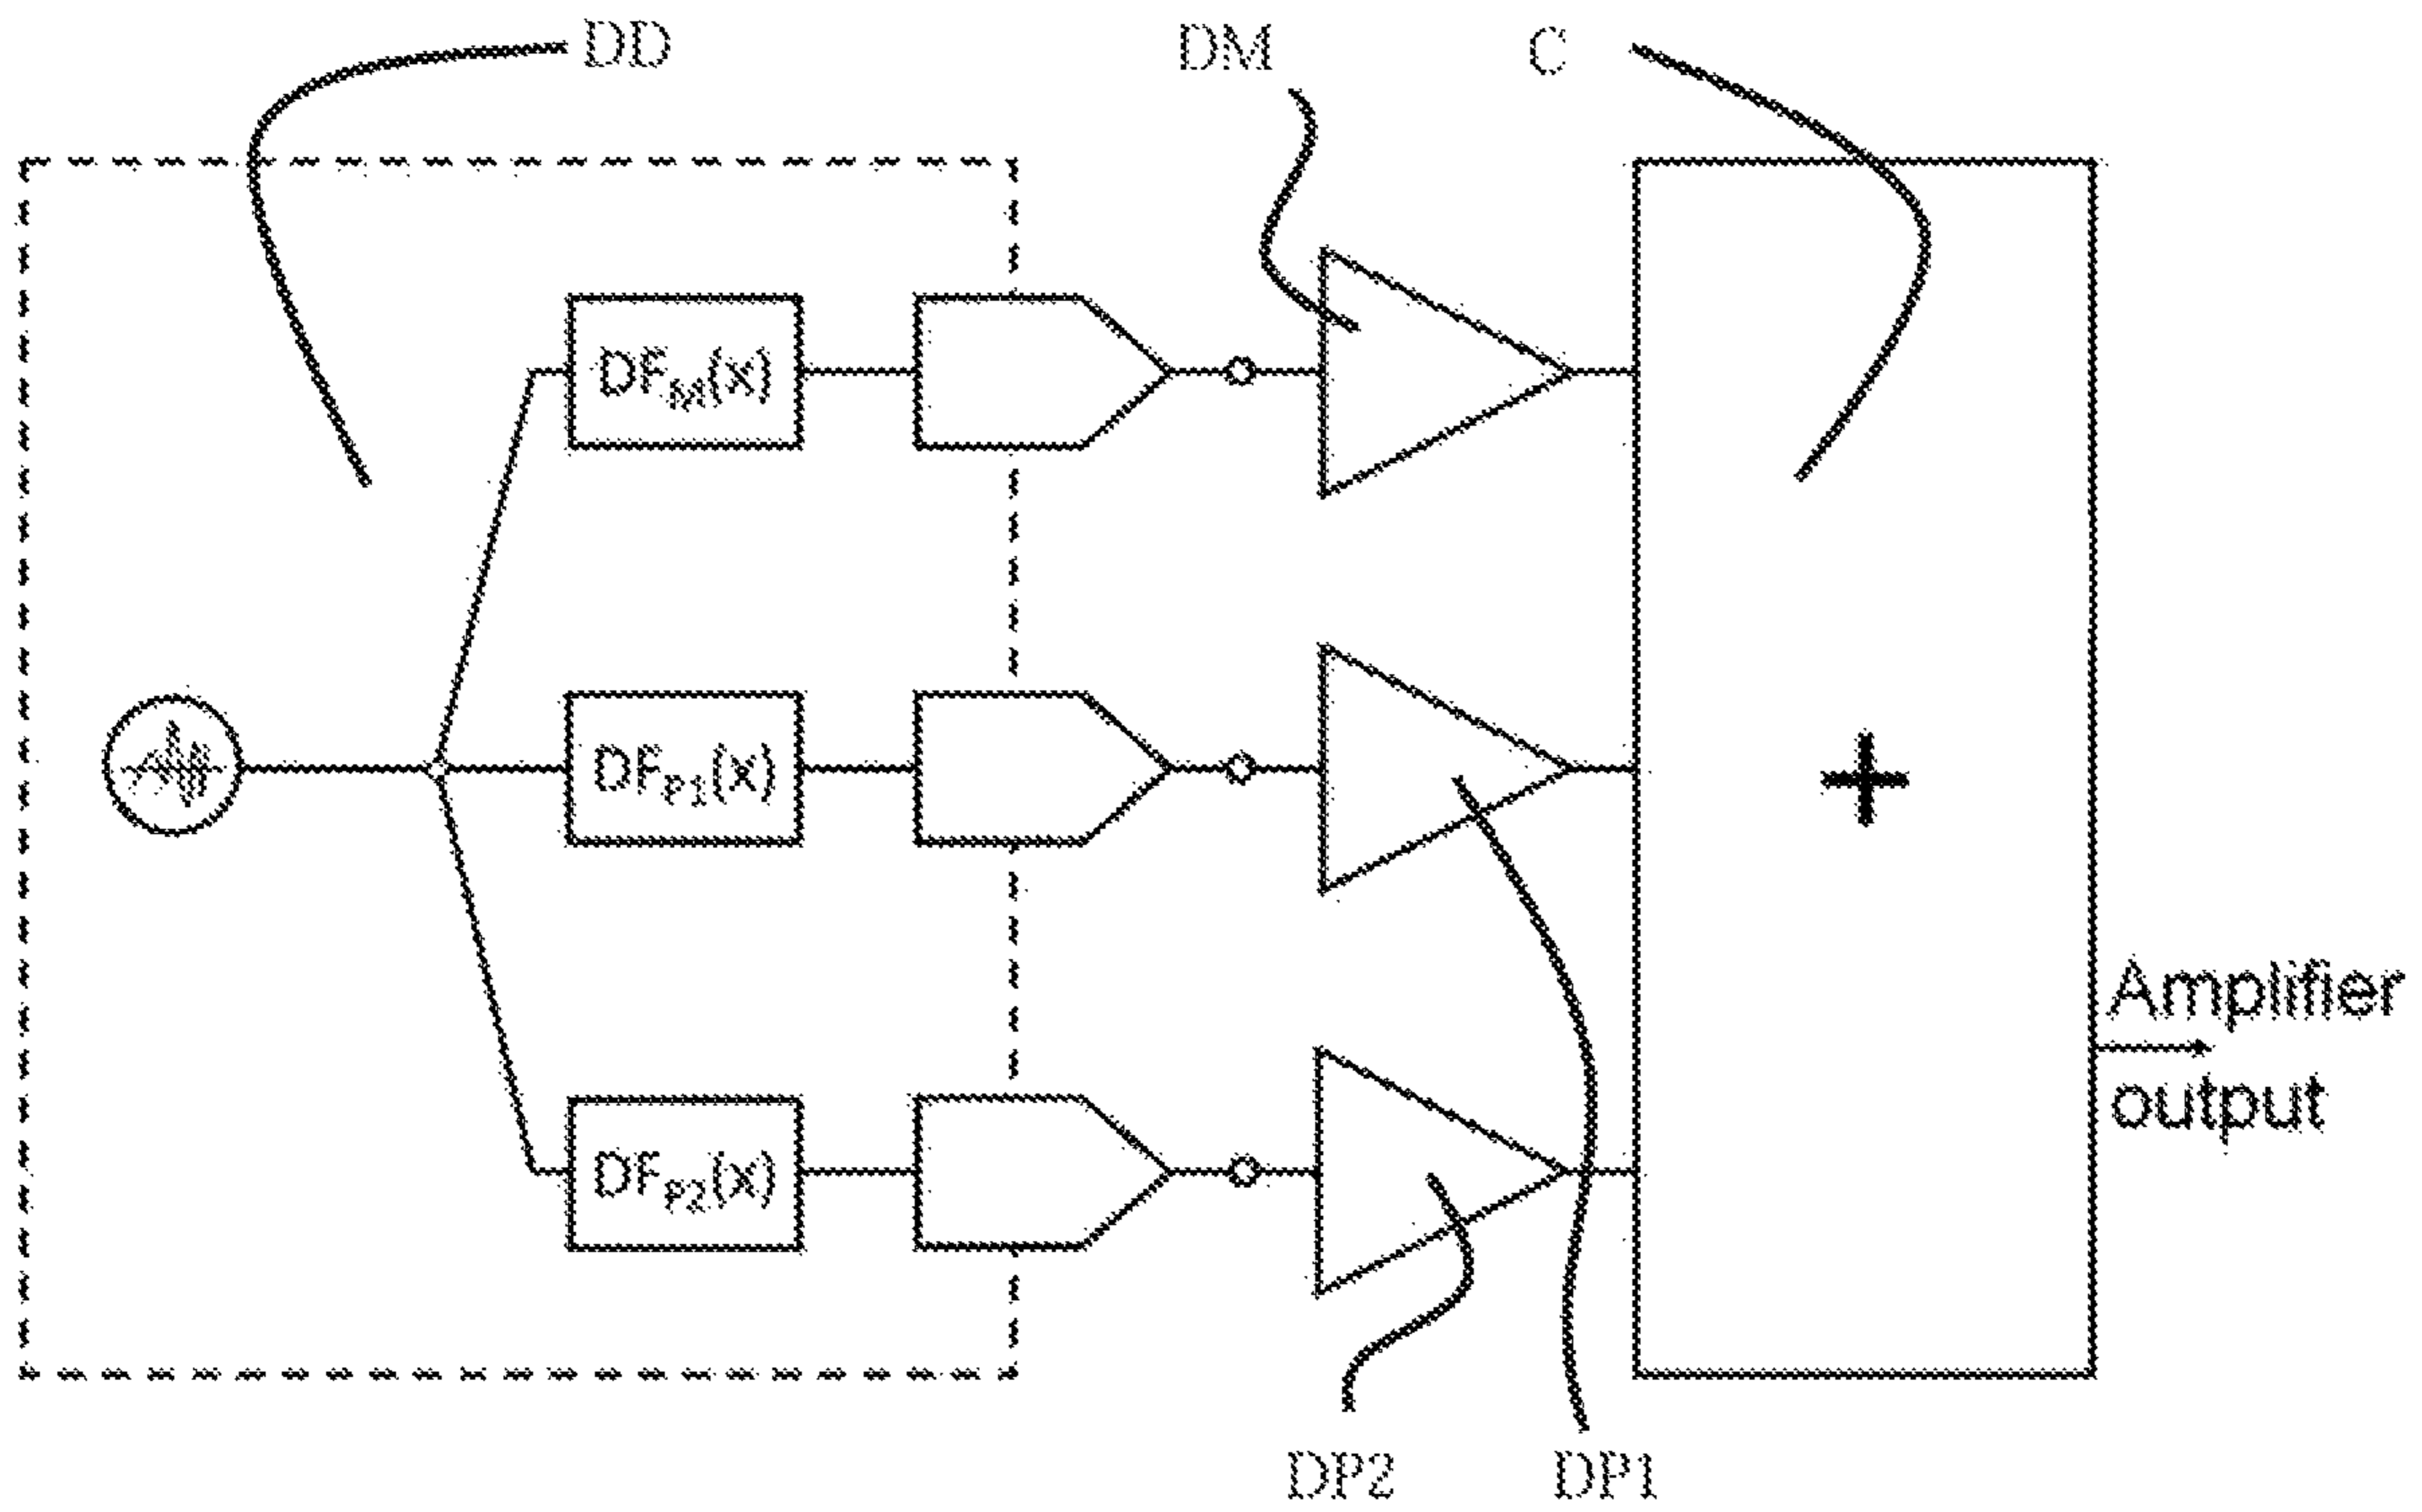 DD
DM
C
DF_M(x)
DF_P1(x)
+
Amplifier
output
DF_P2(x)
DP2
DP1